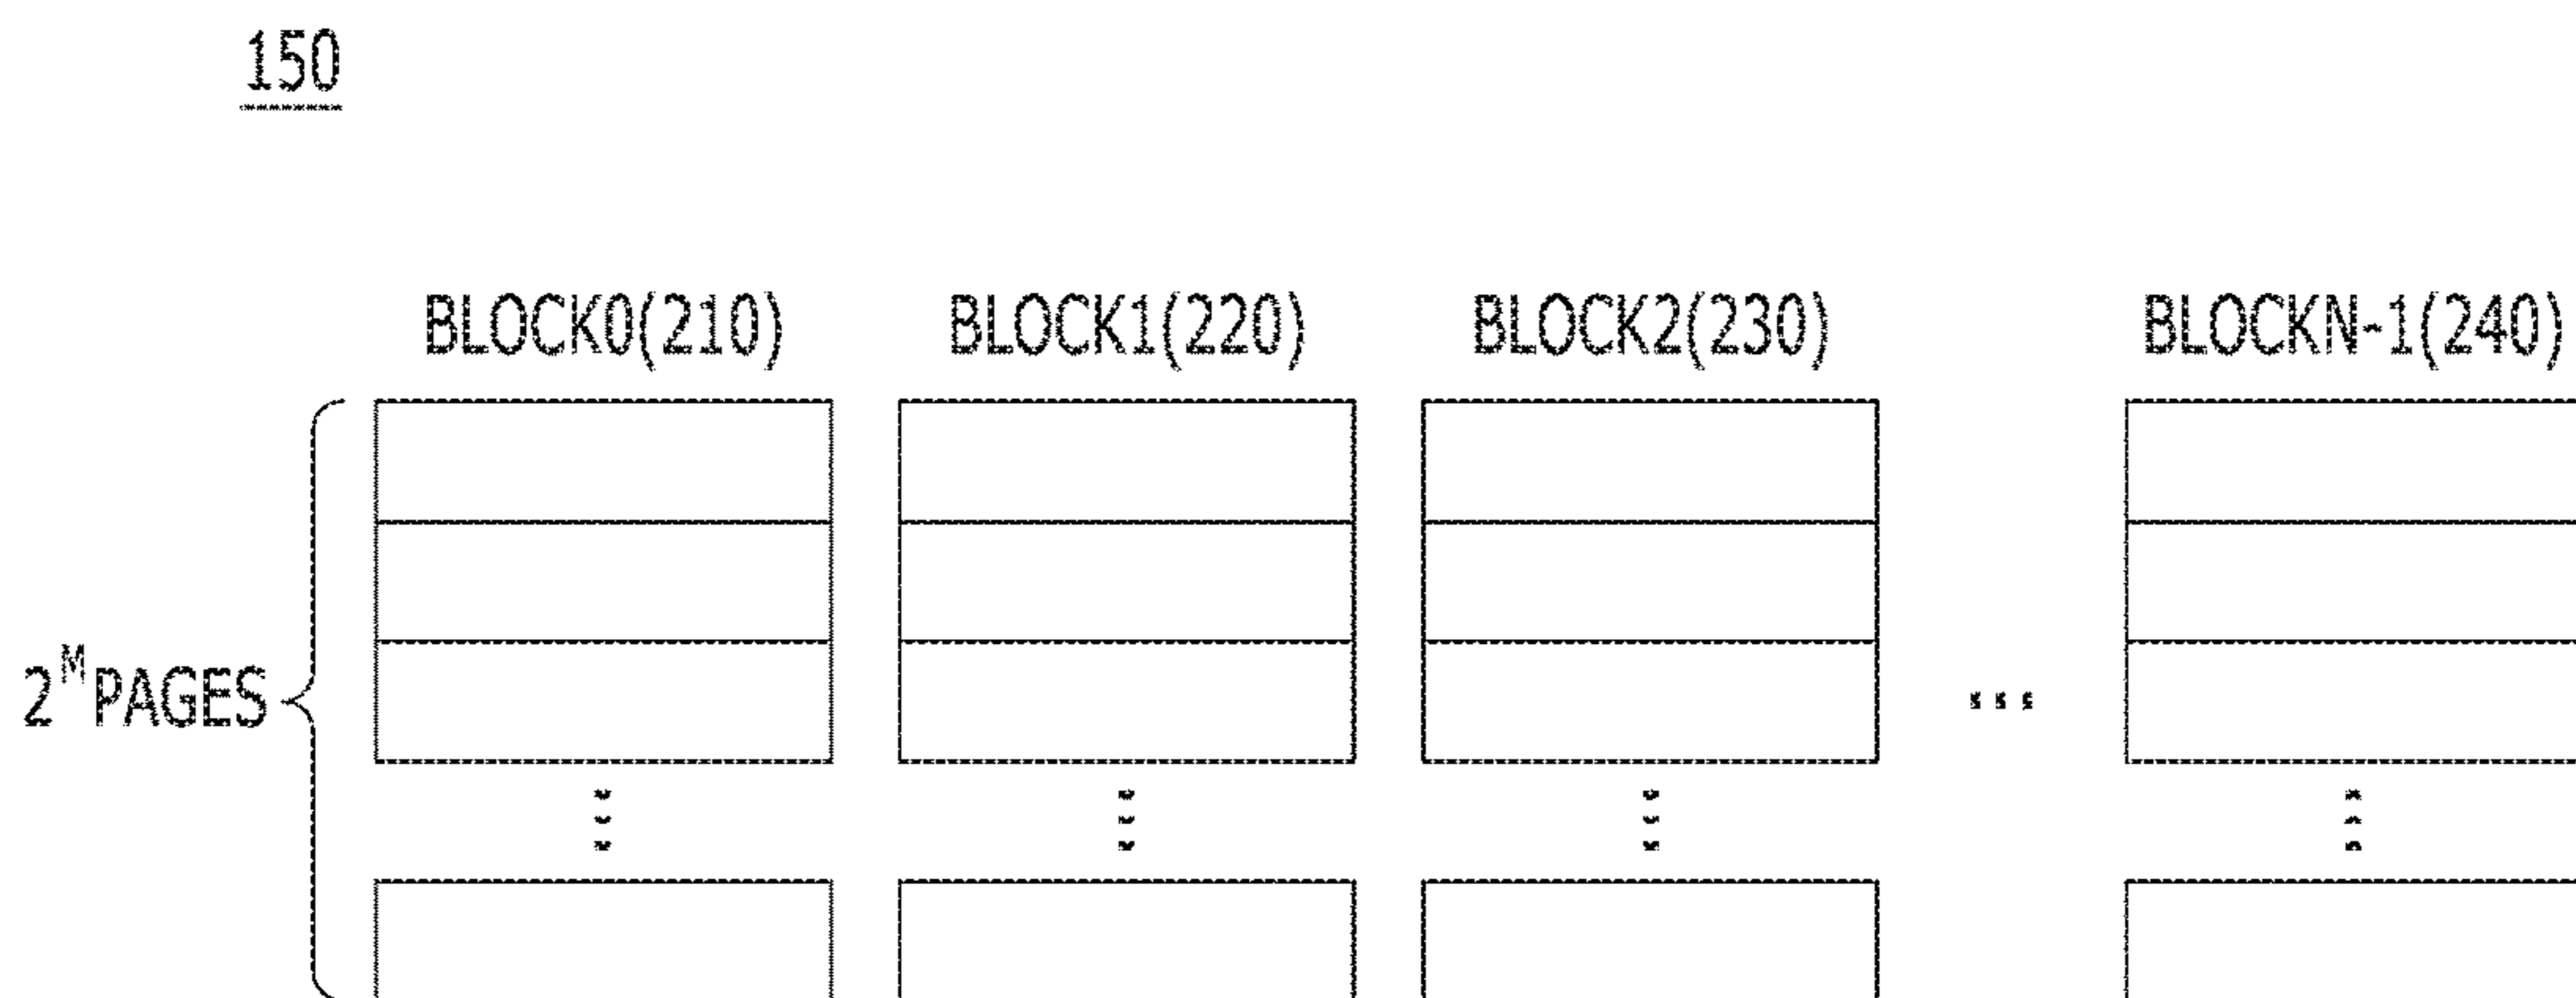 150
BLOCK0(210) BLOCK1(220) BLOCK2(230) BLOCKN-1(240)
2^M PAGES
...